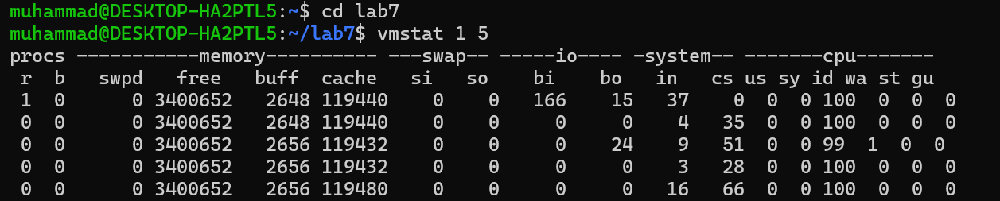 muhammad@DESKTOP-HA2PTL5:~$ cd lab7
muhammad@DESKTOP-HA2PTL5:~/lab7$ vmstat 1 5
procs -----------memory---------- ---swap-- -----io---- -system-- -------cpu-------
 r  b   swpd   free   buff  cache   si   so    bi    bo   in   cs us sy id wa st gu
 1  0      0 3400652   2648 119440    0    0   166    15   37    0  0  0 100  0  0  0
 0  0      0 3400652   2648 119440    0    0     0     0    4   35  0  0 100  0  0  0
 0  0      0 3400652   2656 119432    0    0     0    24    9   51  0  0 99  1  0  0
 0  0      0 3400652   2656 119432    0    0     0     0    3   28  0  0 100  0  0  0
 0  0      0 3400652   2656 119480    0    0     0     0   16   66  0  0 100  0  0  0